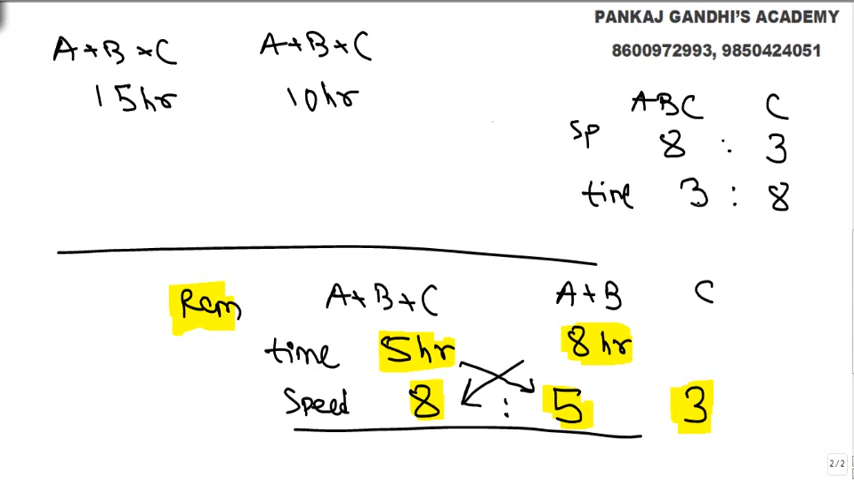 PANKAJ GANDHI'S ACADEMY
8600972993, 9850424051
A+B+C A+B+C
15hr 10hr
ABC C
Sp 8 : 3
time 3 : 8
Rem A+B+C A+B C
time 5hr 8hr
Speed 8 : 5 3
2/2